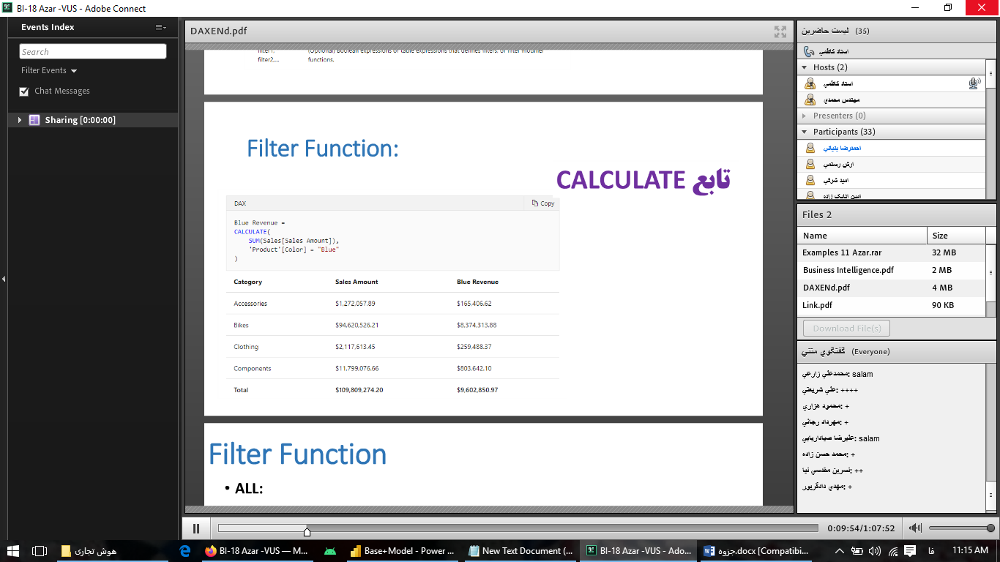 BI-18 Azar -VUS - Adobe Connect
Events Index
Search
Filter Events
Chat Messages
Sharing [0:00:00]
DAXENd.pdf
filter1,
(Optional) Boolean expressions or table expressions that defines filters, or filter modifier
filter2,...
functions.
Filter Function:
تابع CALCULATE
DAX
Copy
Blue Revenue =
CALCULATE(
SUM(Sales[Sales Amount]),
'Product'[Color] = "Blue"
)
Category Sales Amount Blue Revenue
Accessories $1,272,057.89 $165,406.62
Bikes $94,620,526.21 $8,374,313.88
Clothing $2,117,613.45 $259,488.37
Components $11,799,076.66 $803,642.10
Total $109,809,274.20 $9,602,850.97
Filter Function
• ALL:
0:09:54/1:07:52
ليست حاضرين (35)
استاد كاظمي
Hosts (2)
استاد كاظمي
مهندس محمدي
Presenters (0)
Participants (33)
احمدرضا بنياني
ارش رستمي
اميد شرفي
امين اتابک زاده
Files 2
Name Size
Examples 11 Azar.rar 32 MB
Business Intelligence.pdf 2 MB
DAXENd.pdf 4 MB
Link.pdf 90 KB
Download File(s)
گفتگوي متني (Everyone)
محمدعلي زارعي: salam
علي شريعتي: ++++
محمود هزاري: +
مهرداد رجائي: +
عليرضا صياداربابي: salam
محمد حسن زاده: +
نسرين مقدسي نيا: ++
مهدي دادگرپور: +
هوش تجاری
BI-18 Azar -VUS — M...
Base+Model - Power ...
New Text Document (...
BI-18 Azar -VUS - Ado...
جزوه.docx [Compatibi...
فا
11:15 AM